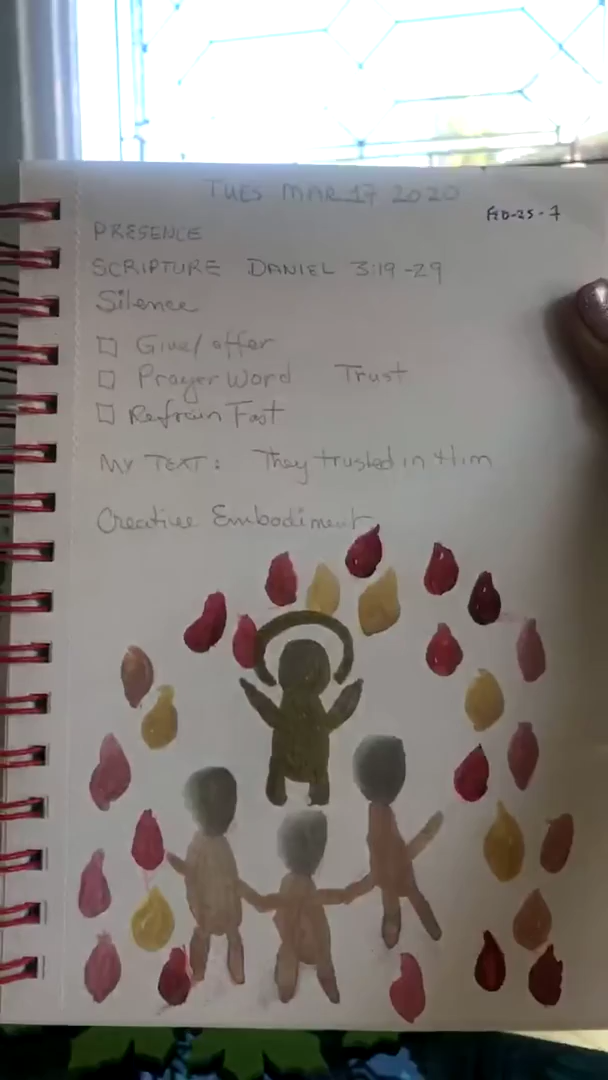 TUES MAR 17 2020
FEB-25-7
PRESENCE
SCRIPTURE DANIEL 3:19-29
Silence
Give/offer
Prayer Word Trust
Refrain Fast
MY TEXT: They trusted in Him
Creative Embodiment